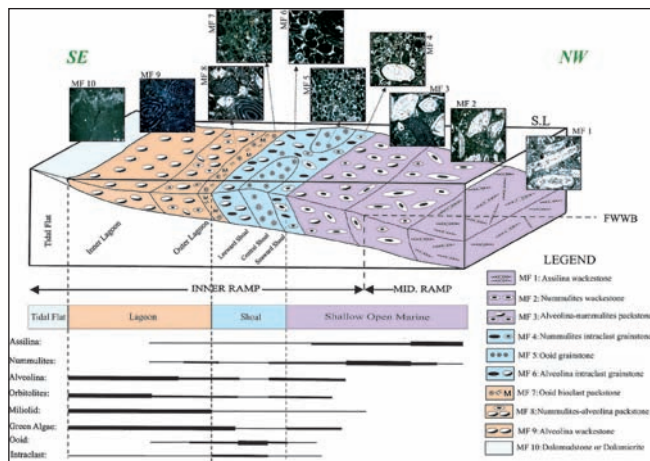 SE
NW
MF 10
MF 9
MF 8
MF 7
MF 6
MF 5
MF 4
MF 3
MF 2
MF 1
S.L
FWWB
Tidal Flat
Inner Lagoon
Outer Lagoon
Leeward Shoal
Central Shoal
Seaward Shoal
INNER RAMP
MID. RAMP
Tidal Flat
Lagoon
Shoal
Shallow Open Marine
Assilina:
Nummulites:
Alveolina:
Orbitolites:
Miliolid:
Green Algae:
Ooid:
Intraclast:
LEGEND
MF 1: Assilina wackestone
MF 2: Nummulites wackestone
MF 3: Alveolina-nummulites packstone
MF 4: Nummulites intraclast grainstone
MF 5: Ooid grainstone
MF 6: Alveolina intraclast grainstone
M
MF 7: Ooid bioclast packstone
MF 8: Nummulites-alveolina packstone
MF 9: Alveolina wackestone
MF 10: Dolomudstone or Dolomicrite